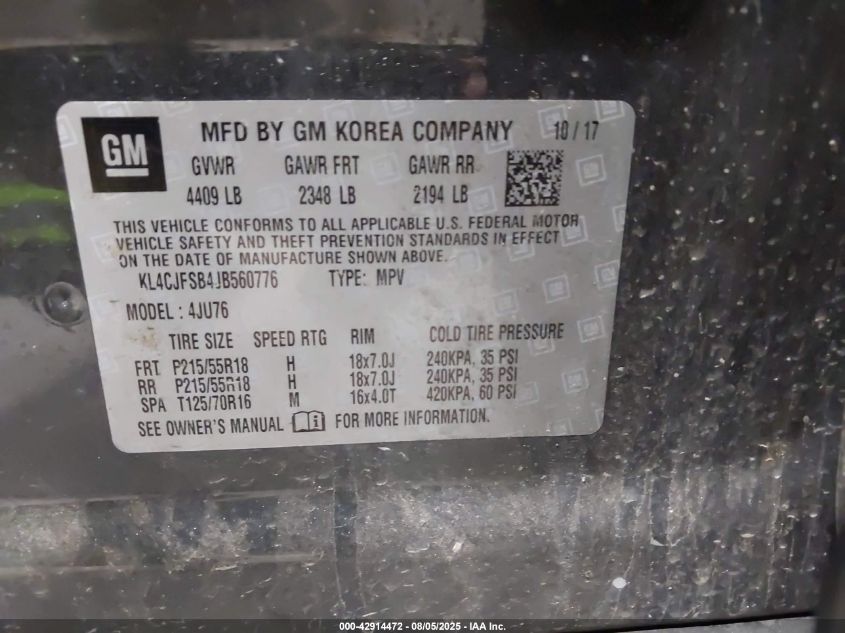 GM
MFD BY GM KOREA COMPANY 10 / 17
GVWR GAWR FRT GAWR RR
4409 LB 2348 LB 2194 LB
THIS VEHICLE CONFORMS TO ALL APPLICABLE U.S. FEDERAL MOTOR
VEHICLE SAFETY AND THEFT PREVENTION STANDARDS IN EFFECT
ON THE DATE OF MANUFACTURE SHOWN ABOVE.
KL4CJFSB4JB560776 TYPE: MPV
MODEL : 4JU76
TIRE SIZE SPEED RTG RIM COLD TIRE PRESSURE
FRT P215/55R18 H 18x7.0J 240KPA, 35 PSI
RR P215/55R18 H 18x7.0J 240KPA, 35 PSI
SPA T125/70R16 M 16x4.0T 420KPA, 60 PSI
SEE OWNER'S MANUAL FOR MORE INFORMATION.
000-42914472 - 08/05/2025 - IAA Inc.